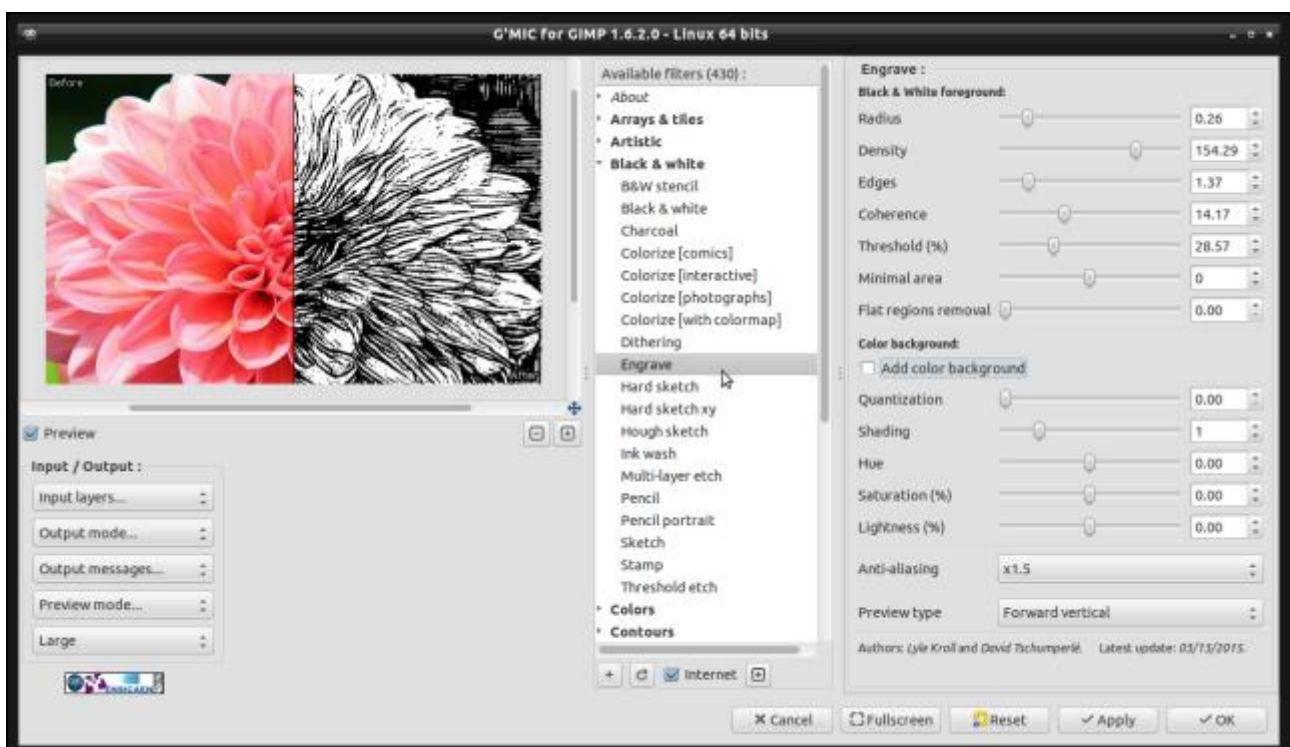 G'MIC for GIMP 1.6.2.0 - Linux 64 bits
Before
Preview
Input / Output :
Input layers...
Output mode...
Output messages...
Preview mode...
Large
Available filters (430) :
About
Arrays & tiles
Artistic
Black & white
B&W stencil
Black & white
Charcoal
Colorize [comics]
Colorize [interactive]
Colorize [photographs]
Colorize [with colormap]
Dithering
Engrave
Hard sketch
Hard sketch xy
Hough sketch
Ink wash
Multi-layer etch
Pencil
Pencil portrait
Sketch
Stamp
Threshold etch
Colors
Contours
Internet
Engrave :
Black & White foreground:
Radius 0.26
Density 154.29
Edges 1.37
Coherence 14.17
Threshold (%) 28.57
Minimal area 0
Flat regions removal 0.00
Color background:
Add color background
Quantization 0.00
Shading 1
Hue 0.00
Saturation (%) 0.00
Lightness (%) 0.00
Anti-aliasing x1.5
Preview type Forward vertical
Authors: Lyle Kroll and David Tschumperlé. Latest update: 03/13/2015.
Cancel Fullscreen Reset Apply OK